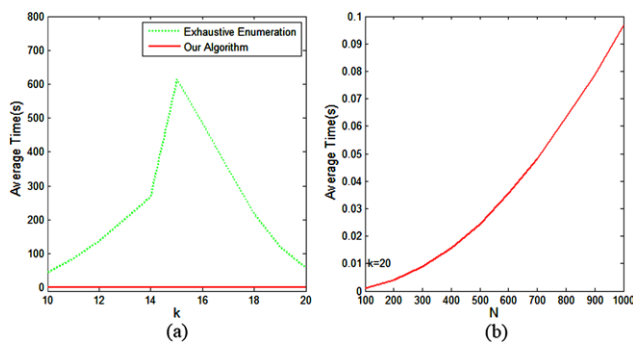 800
700
600
500
400
300
200
100
0
Average Time(s)
10 12 14 16 18 20
k
(a)
Exhaustive Enumeration
Our Algorithm
0.1
0.09
0.08
0.07
0.06
0.05
0.04
0.03
0.02
0.01
0
Average Time(s)
k=20
100 200 300 400 500 600 700 800 900 1000
N
(b)